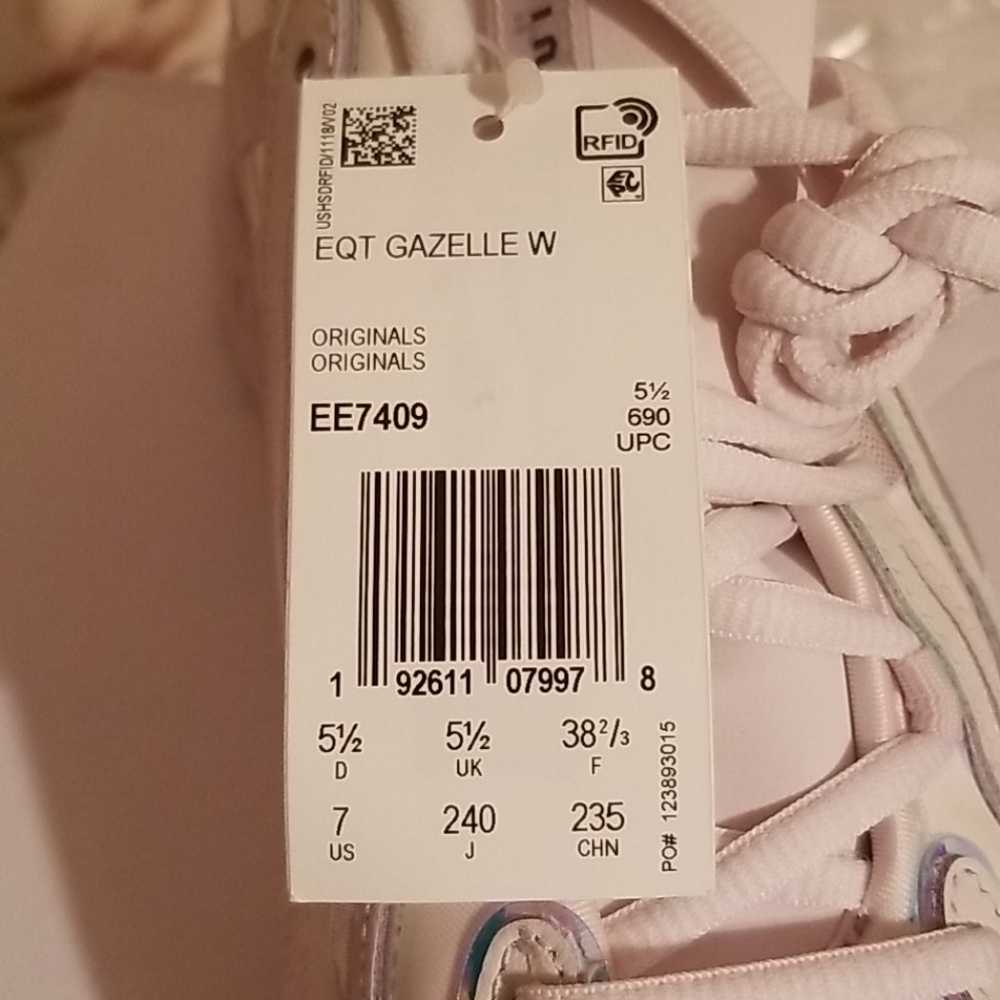 USHSDRFID/1118/V02
RFID
EQT GAZELLE W
ORIGINALS
ORIGINALS
EE7409
5½
690
UPC
1 92611 07997 8
5½ 5½ 38²/₃
D UK F
7 240 235
US J CHN
PO# 123893015